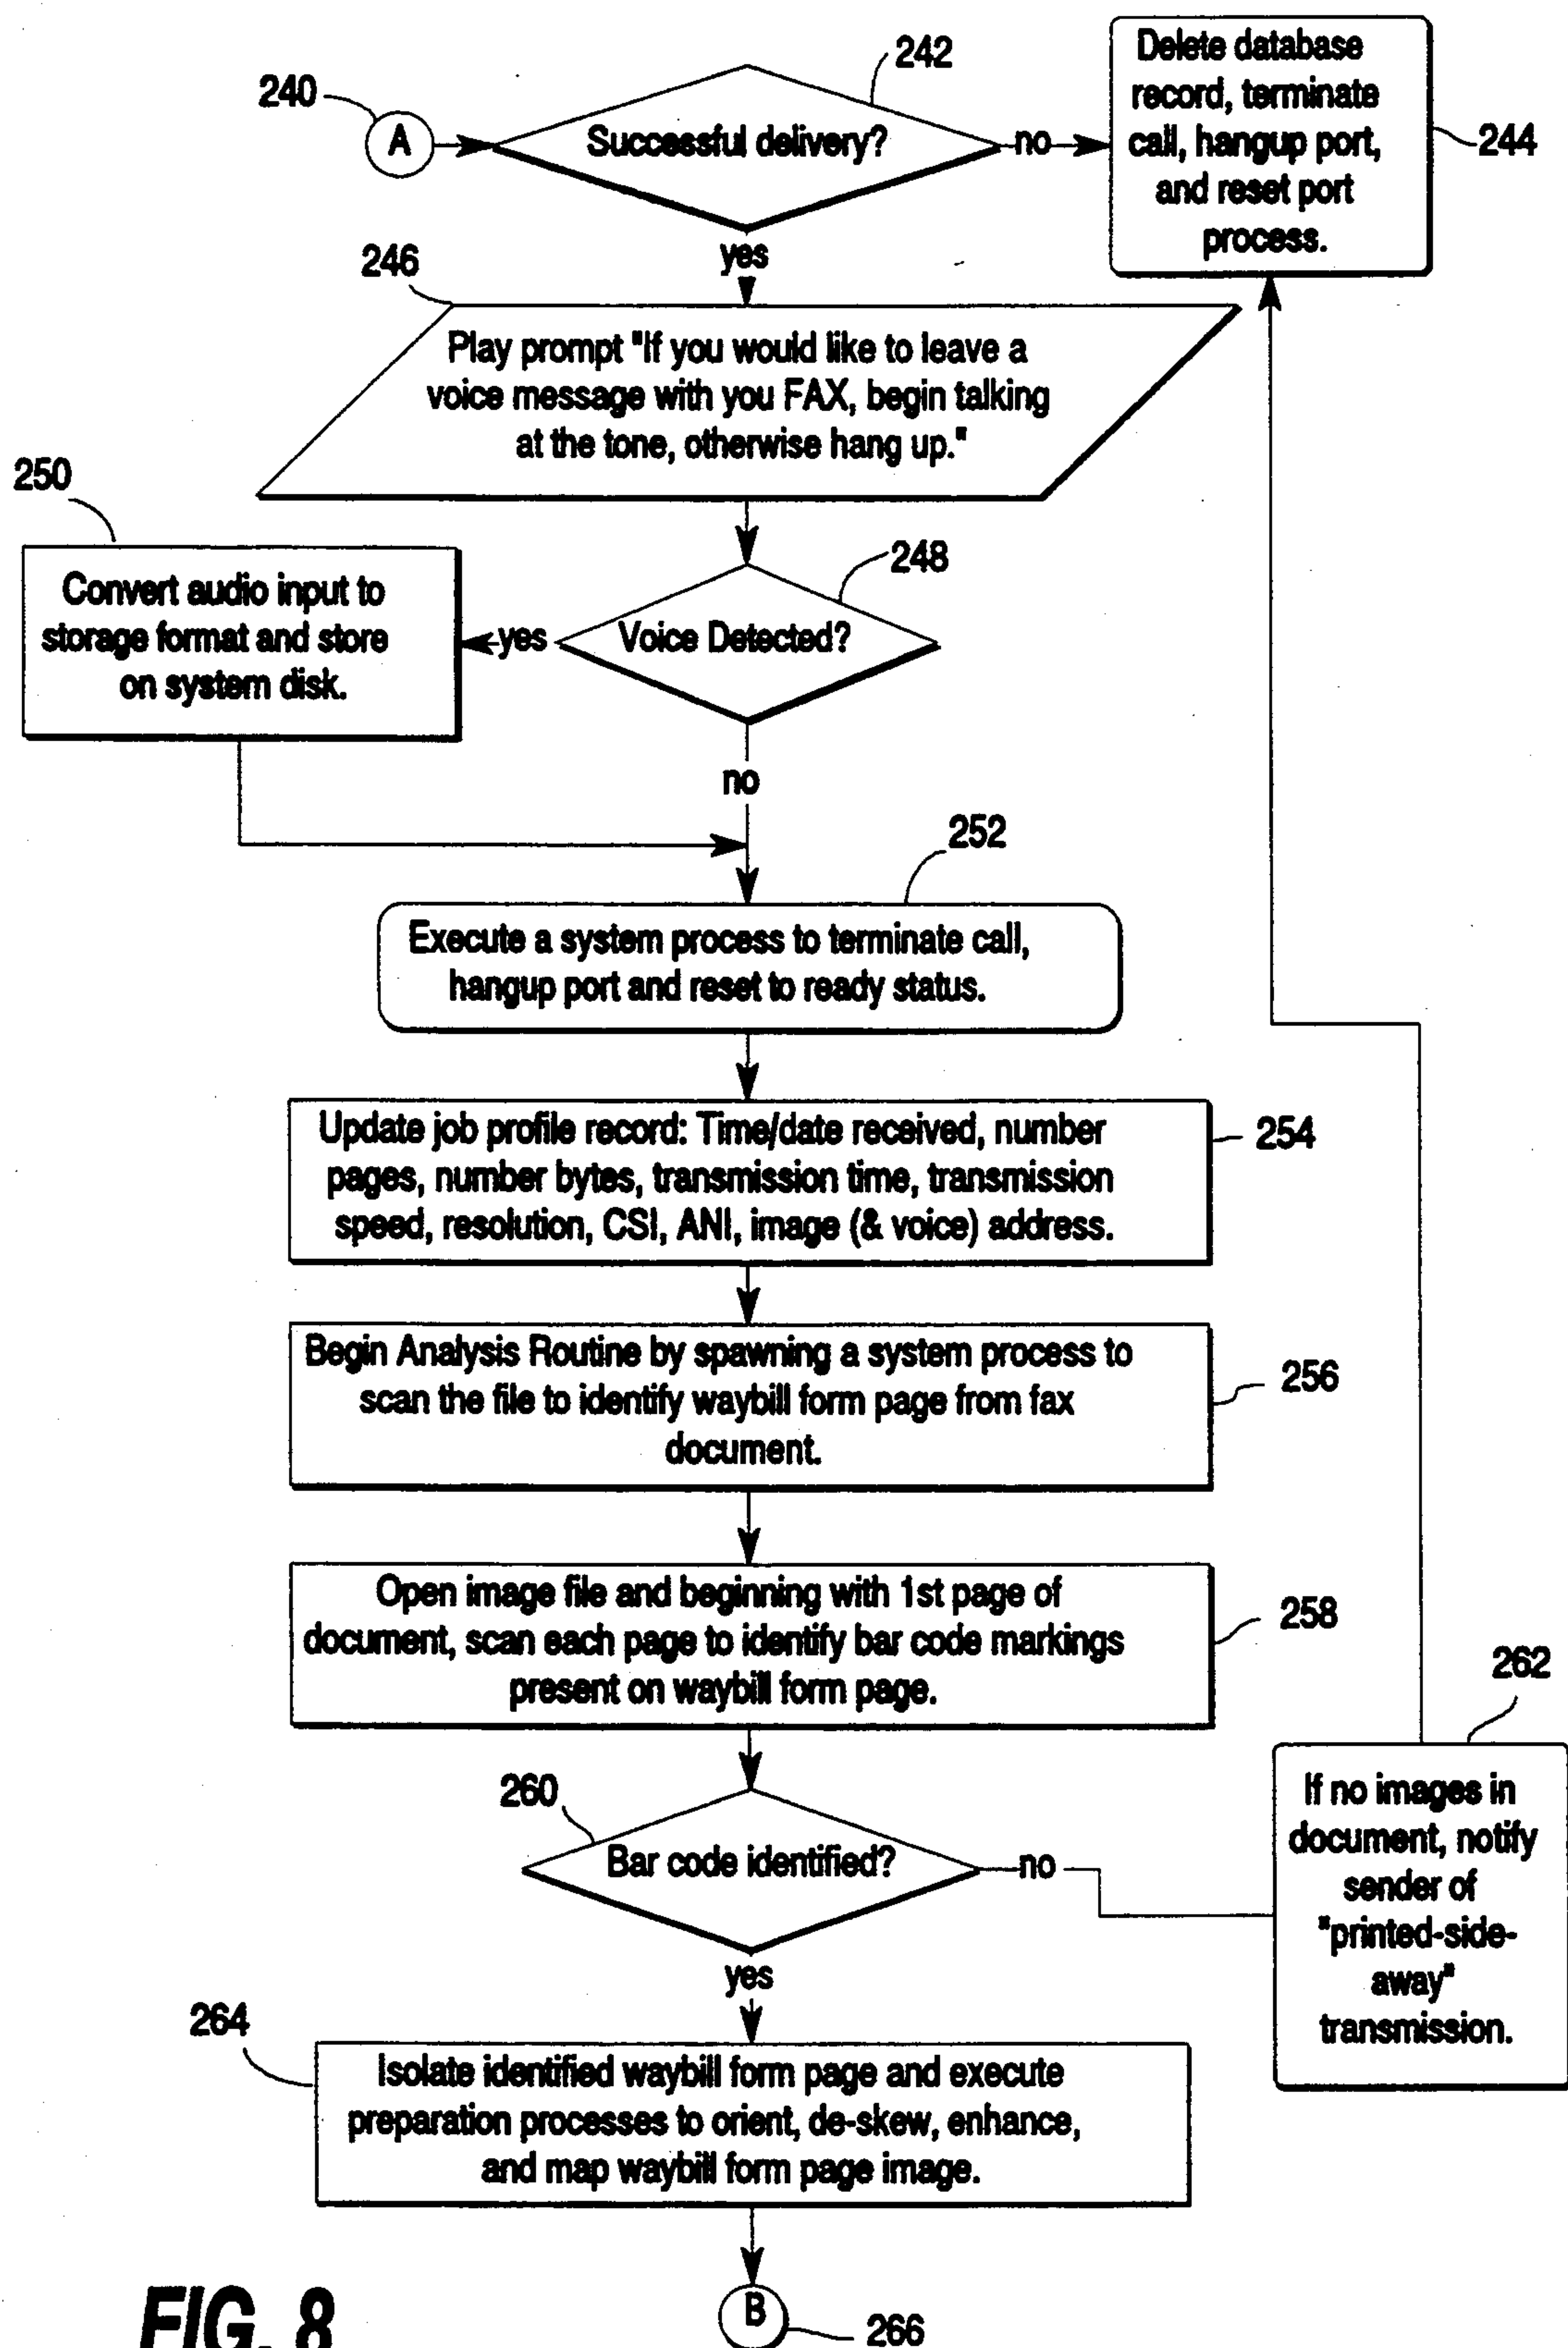 240
A
Successful delivery?
242
no
Delete database
record, terminate
call, hangup port,
and reset port
process.
244
yes
246
Play prompt "If you would like to leave a
voice message with you FAX, begin talking
at the tone, otherwise hang up."
250
Convert audio input to
storage format and store
on system disk.
yes
Voice Detected?
248
no
252
Execute a system process to terminate call,
hangup port and reset to ready status.
Update job profile record: Time/date received, number
pages, number bytes, transmission time, transmission
speed, resolution, CSI, ANI, image (& voice) address.
254
Begin Analysis Routine by spawning a system process to
scan the file to identify waybill form page from fax
document.
256
Open image file and beginning with 1st page of
document, scan each page to identify bar code markings
present on waybill form page.
258
260
Bar code identified?
no
262
If no images in
document, notify
sender of
"printed-side-
away"
transmission.
yes
264
Isolate identified waybill form page and execute
preparation processes to orient, de-skew, enhance,
and map waybill form page image.
B
266
FIG. 8